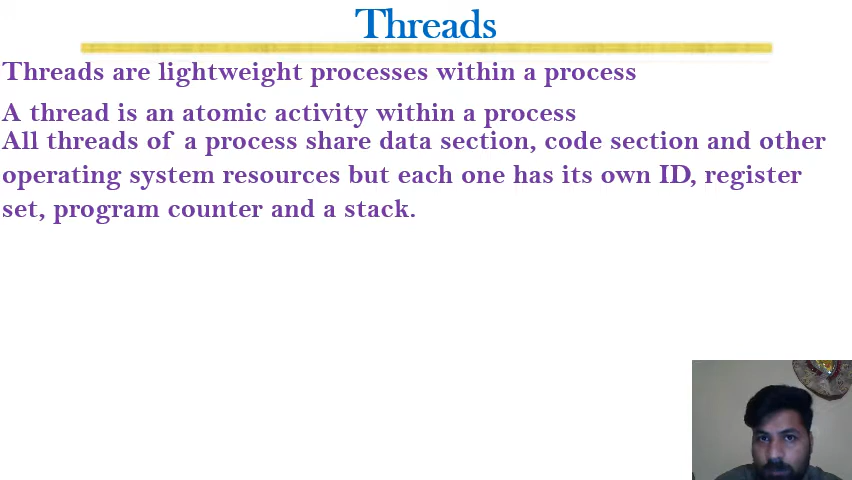 Threads
Threads are lightweight processes within a process
A thread is an atomic activity within a process
All threads of a process share data section, code section and other
operating system resources but each one has its own ID, register
set, program counter and a stack.